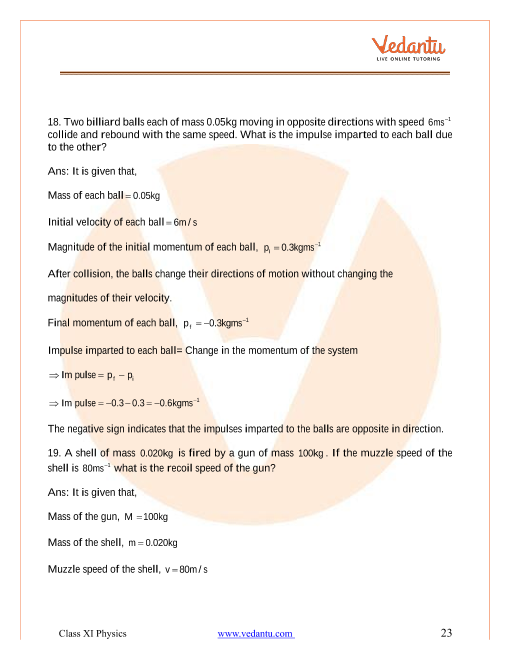 Vedantu
LIVE ONLINE TUTORING
18. Two billiard balls each of mass 0.05kg moving in opposite directions with speed 6ms⁻¹
collide and rebound with the same speed. What is the impulse imparted to each ball due
to the other?
Ans: It is given that,
Mass of each ball = 0.05kg
Initial velocity of each ball = 6m / s
Magnitude of the initial momentum of each ball, pᵢ = 0.3kgms⁻¹
After collision, the balls change their directions of motion without changing the
magnitudes of their velocity.
Final momentum of each ball, p_f = −0.3kgms⁻¹
Impulse imparted to each ball= Change in the momentum of the system
⇒ Im pulse = p_f − pᵢ
⇒ Im pulse = −0.3 − 0.3 = −0.6kgms⁻¹
The negative sign indicates that the impulses imparted to the balls are opposite in direction.
19. A shell of mass 0.020kg is fired by a gun of mass 100kg . If the muzzle speed of the
shell is 80ms⁻¹ what is the recoil speed of the gun?
Ans: It is given that,
Mass of the gun, M = 100kg
Mass of the shell, m = 0.020kg
Muzzle speed of the shell, v = 80m / s
Class XI Physics www.vedantu.com 23